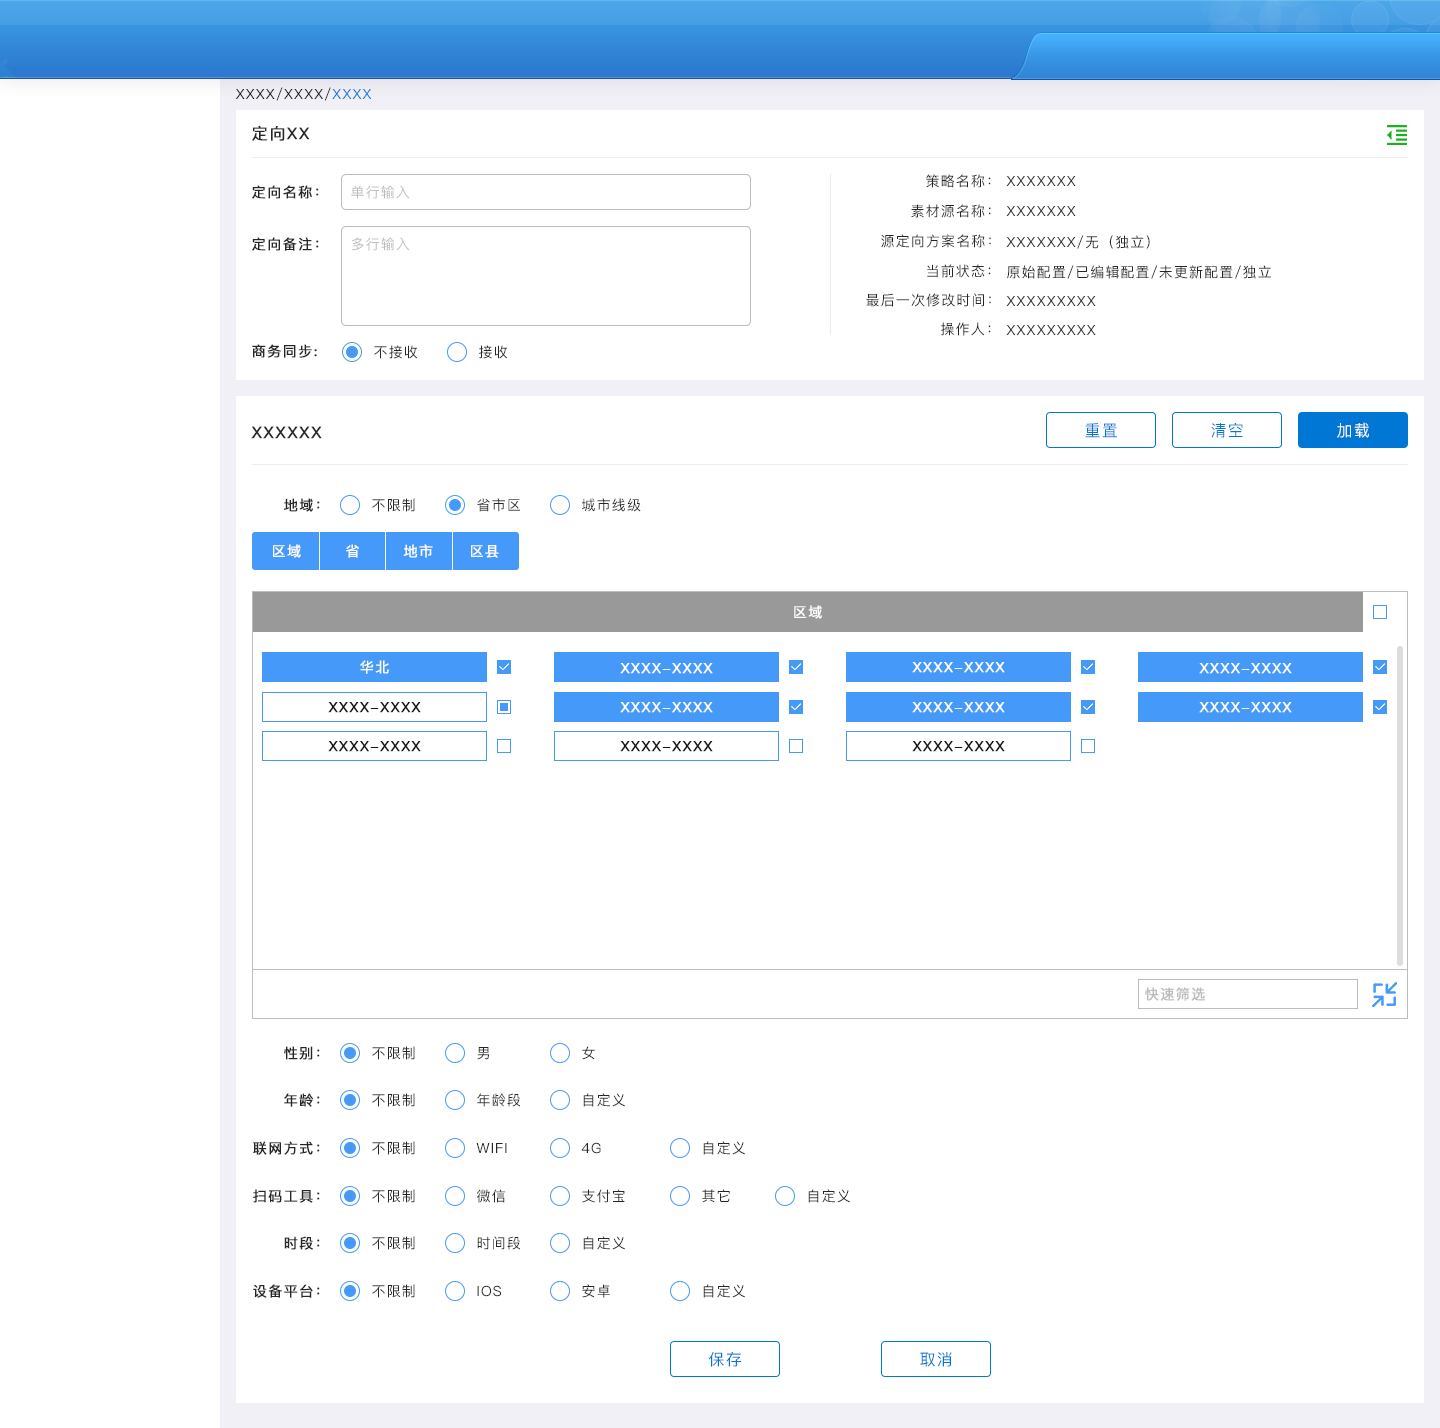 XXXX/XXXX/XXXX
定向XX
定向名称： 单行输入
定向备注： 多行输入
商务同步： 不接收 接收
策略名称： XXXXXXX
素材源名称： XXXXXXX
源定向方案名称： XXXXXXX/无（独立）
当前状态： 原始配置/已编辑配置/未更新配置/独立
最后一次修改时间： XXXXXXXXX
操作人： XXXXXXXXX
XXXXXX 重置 清空 加载
地域： 不限制 省市区 城市线级
区域 省 地市 区县
区域
华北 XXXX-XXXX XXXX-XXXX XXXX-XXXX
XXXX-XXXX XXXX-XXXX XXXX-XXXX XXXX-XXXX
XXXX-XXXX XXXX-XXXX XXXX-XXXX
快速筛选
性别： 不限制 男 女
年龄： 不限制 年龄段 自定义
联网方式： 不限制 WIFI 4G 自定义
扫码工具： 不限制 微信 支付宝 其它 自定义
时段： 不限制 时间段 自定义
设备平台： 不限制 IOS 安卓 自定义
保存 取消